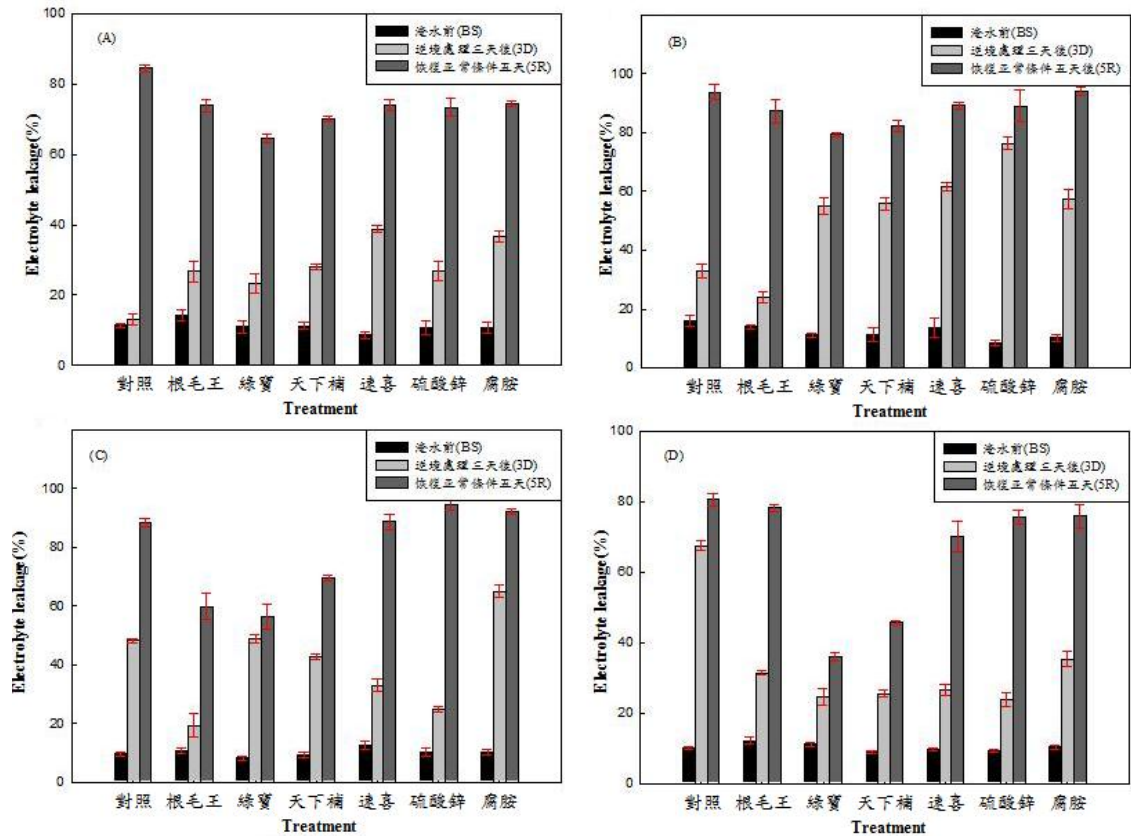 (A)
淹水前(BS)
逆境處理三天後(3D)
恢復正常條件五天(5R)
Electrolyte leakage(%)
100
80
60
40
20
0
對照 根毛王 綠寶 天下補 速喜 硫酸鋅 腐胺
Treatment
(B)
淹水前(BS)
逆境處理三天後(3D)
恢復正常條件五天後(5R)
Electrolyte leakage(%)
100
80
60
40
20
0
對照 根毛王 綠寶 天下補 速喜 硫酸鋅 腐胺
Treatment
(C)
淹水前(BS)
逆境處理三天後(3D)
恢復正常條件五天(5R)
Electrolyte leakage(%)
100
80
60
40
20
0
對照 根毛王 綠寶 天下補 速喜 硫酸鋅 腐胺
Treatment
(D)
淹水前(BS)
逆境處理三天後(3D)
恢復正常條件五天(5R)
Electrolyte leakage(%)
100
80
60
40
20
0
對照 根毛王 綠寶 天下補 速喜 硫酸鋅 腐胺
Treatment